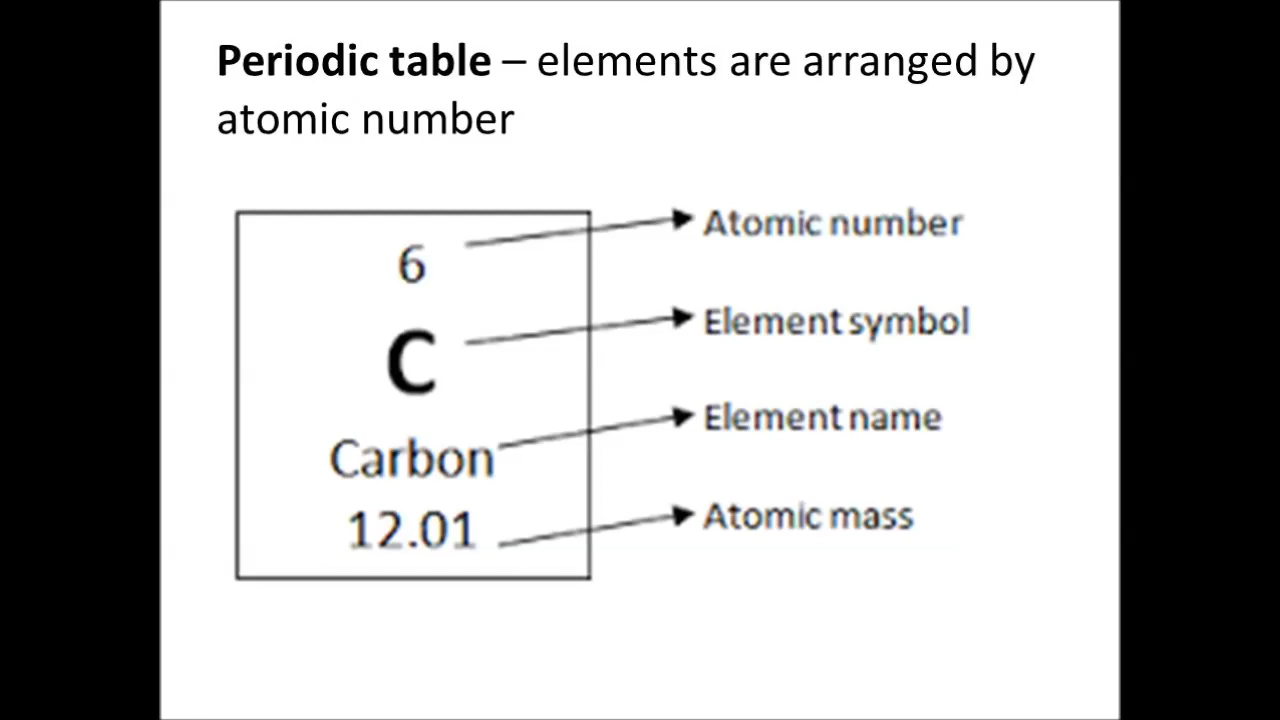 Periodic table – elements are arranged by
atomic number
6
Atomic number
C
Element symbol
Carbon
Element name
12.01
Atomic mass